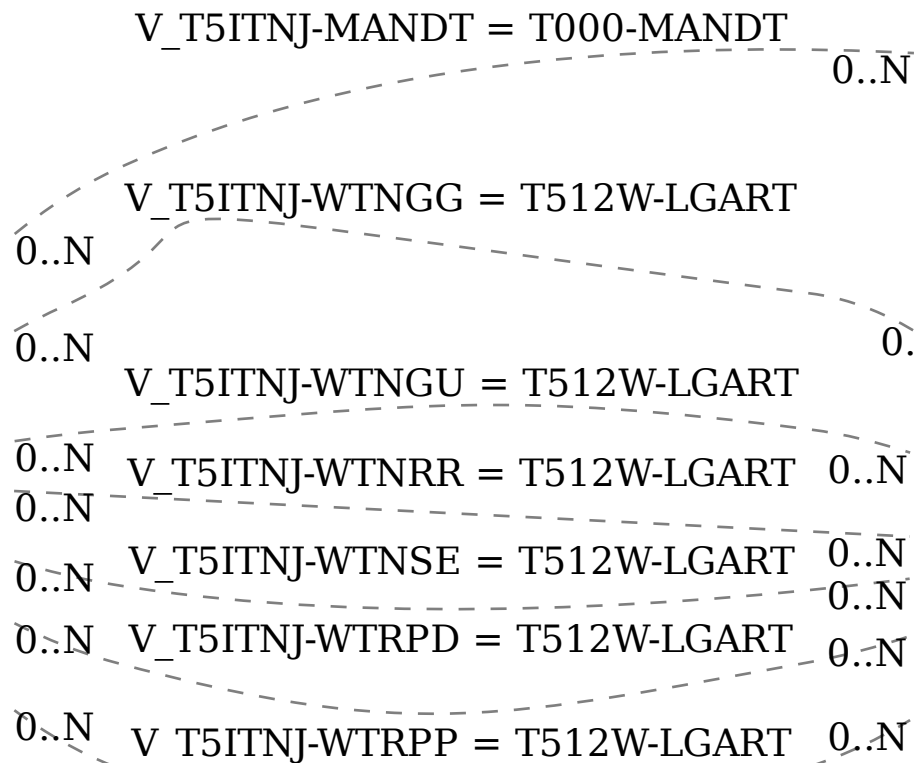 V_T5ITNJ-MANDT = T000-MANDT
0..N
V_T5ITNJ-WTNGG = T512W-LGART
0..N
0..N
0.
V_T5ITNJ-WTNGU = T512W-LGART
0..N
V_T5ITNJ-WTNRR = T512W-LGART
0..N
0..N
V_T5ITNJ-WTNSE = T512W-LGART
0..N
0..N
0..N
0..N
V_T5ITNJ-WTRPD = T512W-LGART
0..N
0..N
V_T5ITNJ-WTRPP = T512W-LGART
0..N